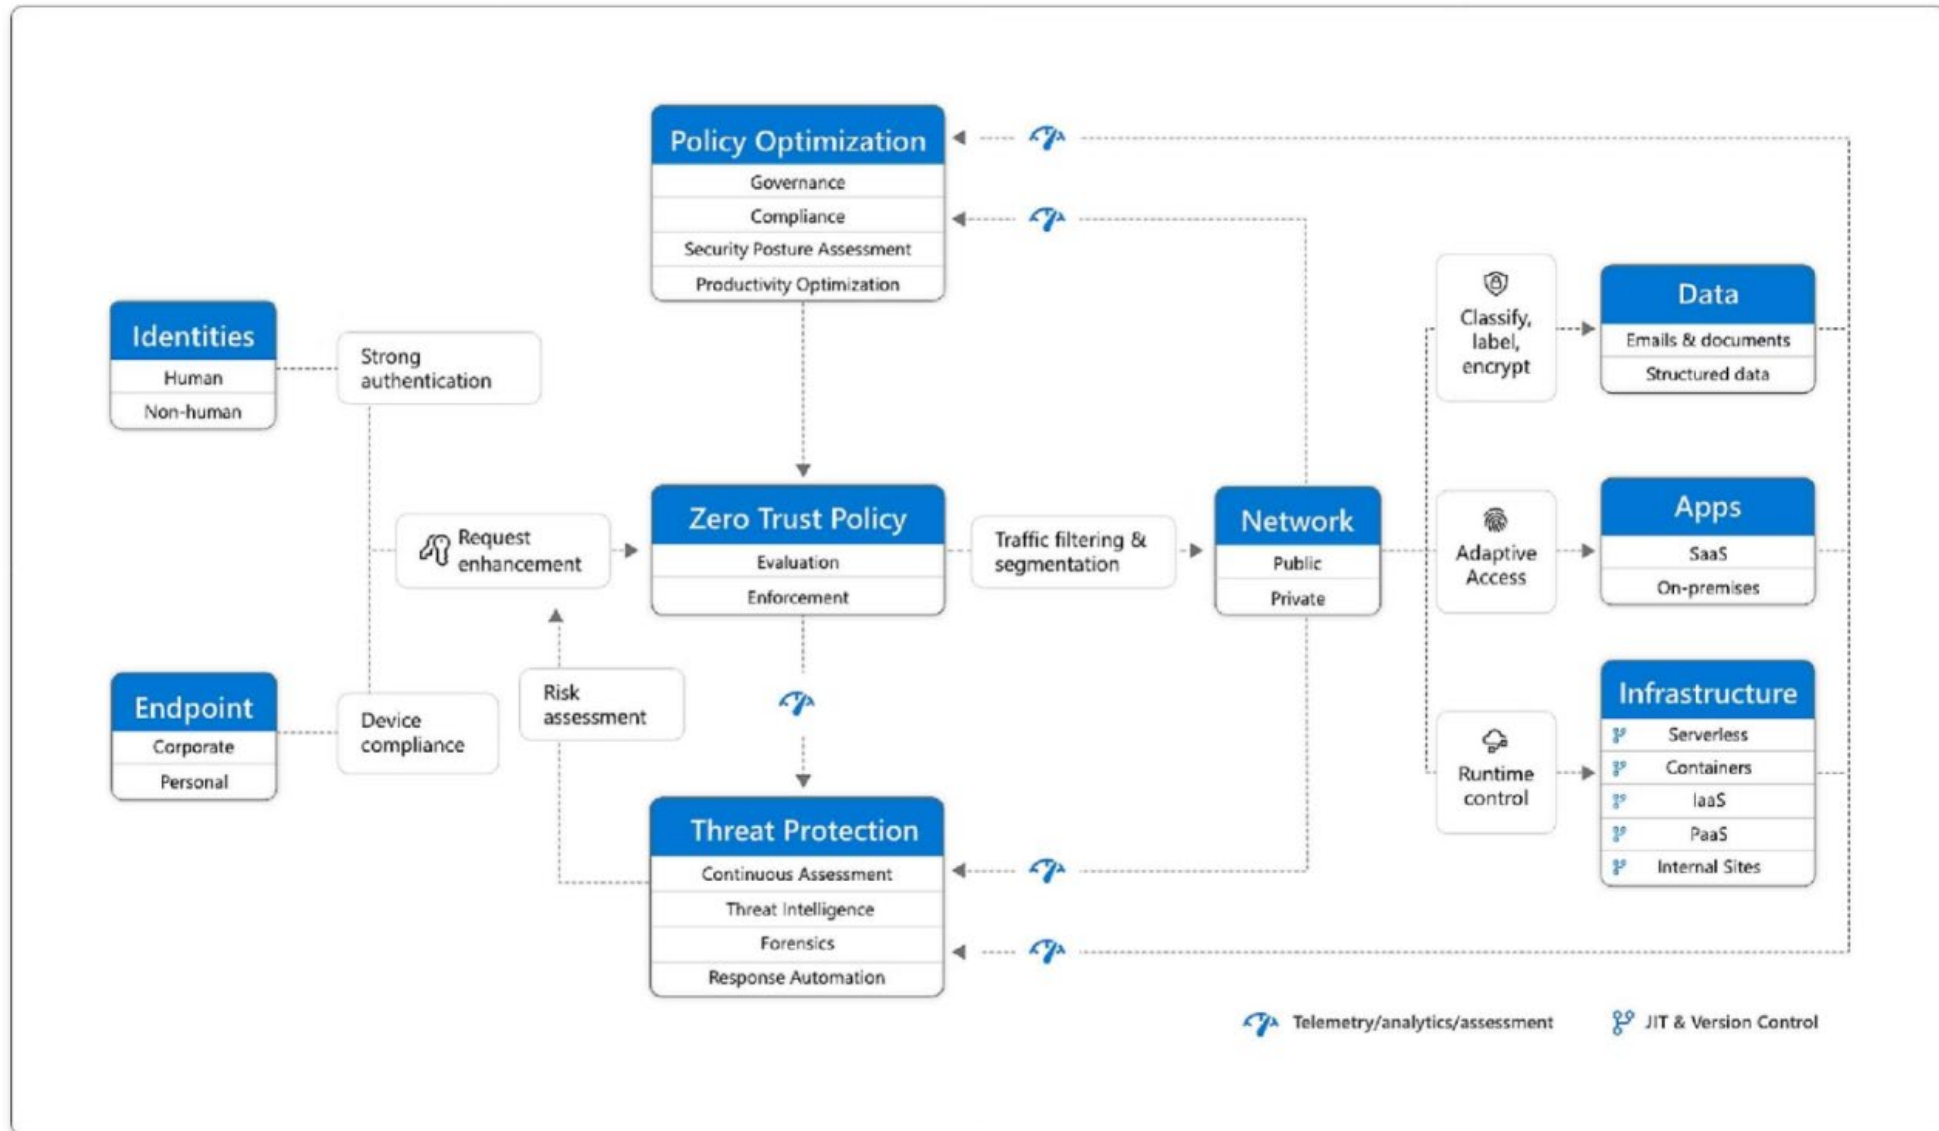 Policy Optimization
Governance
Compliance
Security Posture Assessment
Productivity Optimization
Identities
Human
Non-human
Strong
authentication
Endpoint
Corporate
Personal
Device
compliance
Request
enhancement
Risk
assessment
Zero Trust Policy
Evaluation
Enforcement
Threat Protection
Continuous Assessment
Threat Intelligence
Forensics
Response Automation
Traffic filtering &
segmentation
Network
Public
Private
Classify,
label,
encrypt
Data
Emails & documents
Structured data
Adaptive
Access
Apps
SaaS
On-premises
Runtime
control
Infrastructure
Serverless
Containers
IaaS
PaaS
Internal Sites
Telemetry/analytics/assessment
JIT & Version Control